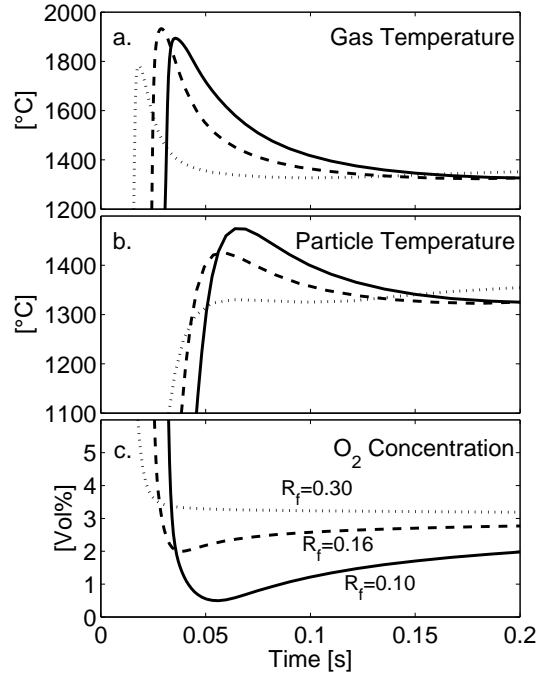 2000
a.
Gas Temperature
1800
[°C]
1600
1400
1200
b.
Particle Temperature
1400
[°C]
1300
1200
1100
c.
O2 Concentration
5
Rf=0.30
[Vol%]
4
3
Rf=0.16
2
1
Rf=0.10
0
0
0.05
0.1
0.15
0.2
Time [s]